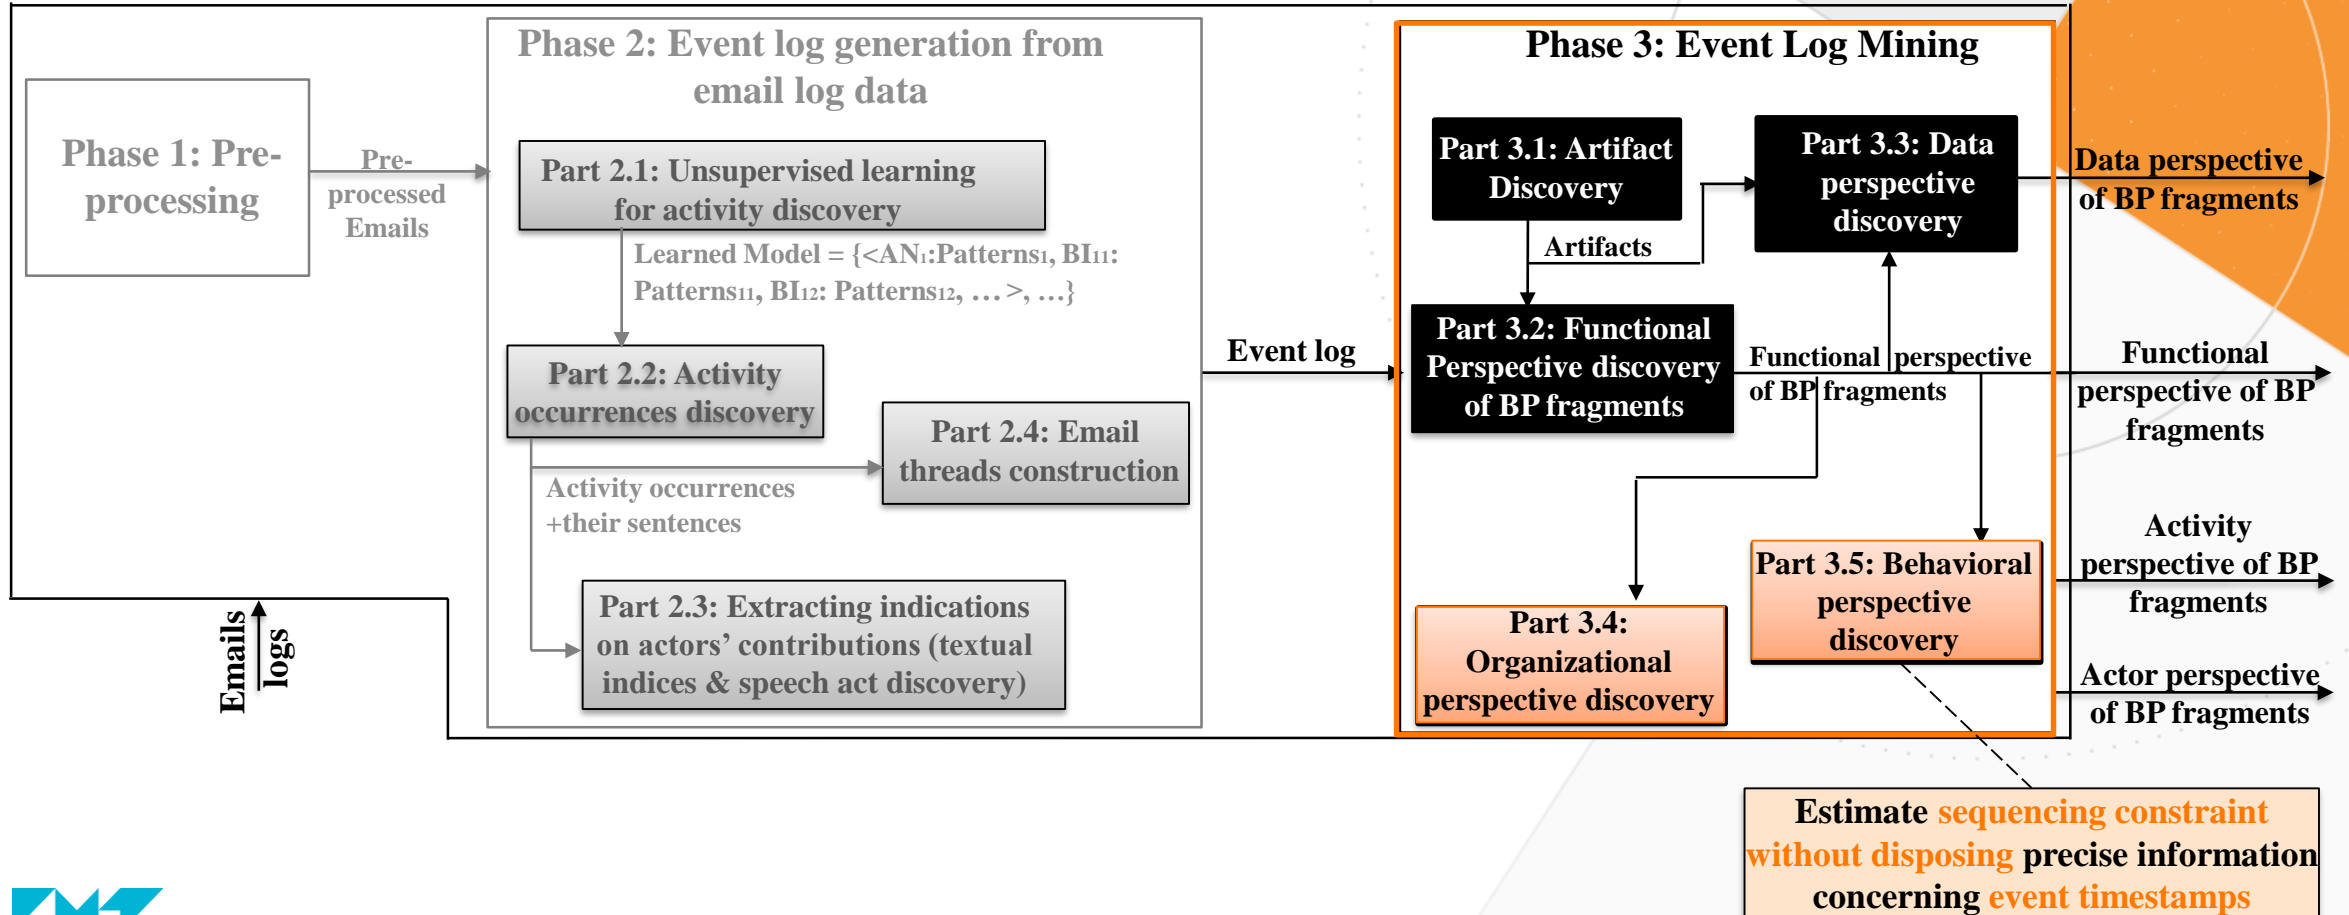 Phase 1: Pre-
processing
Pre-
processed
Emails
Emails
logs
Phase 2: Event log generation from
email log data
Part 2.1: Unsupervised learning
for activity discovery
Learned Model = {<AN₁:Patterns₁, BI₁₁:
Patterns₁₁, BI₁₂: Patterns₁₂, … >, …}
Part 2.2: Activity
occurrences discovery
Part 2.4: Email
threads construction
Activity occurrences
+their sentences
Part 2.3: Extracting indications
on actors’ contributions (textual
indices & speech act discovery)
Event log
Phase 3: Event Log Mining
Part 3.1: Artifact
Discovery
Artifacts
Part 3.3: Data
perspective
discovery
Part 3.2: Functional
Perspective discovery
of BP fragments
Functional perspective
of BP fragments
Part 3.4:
Organizational
perspective discovery
Part 3.5: Behavioral
perspective
discovery
Data perspective
of BP fragments
Functional
perspective of BP
fragments
Activity
perspective of BP
fragments
Actor perspective
of BP fragments
Estimate sequencing constraint
without disposing precise information
concerning event timestamps